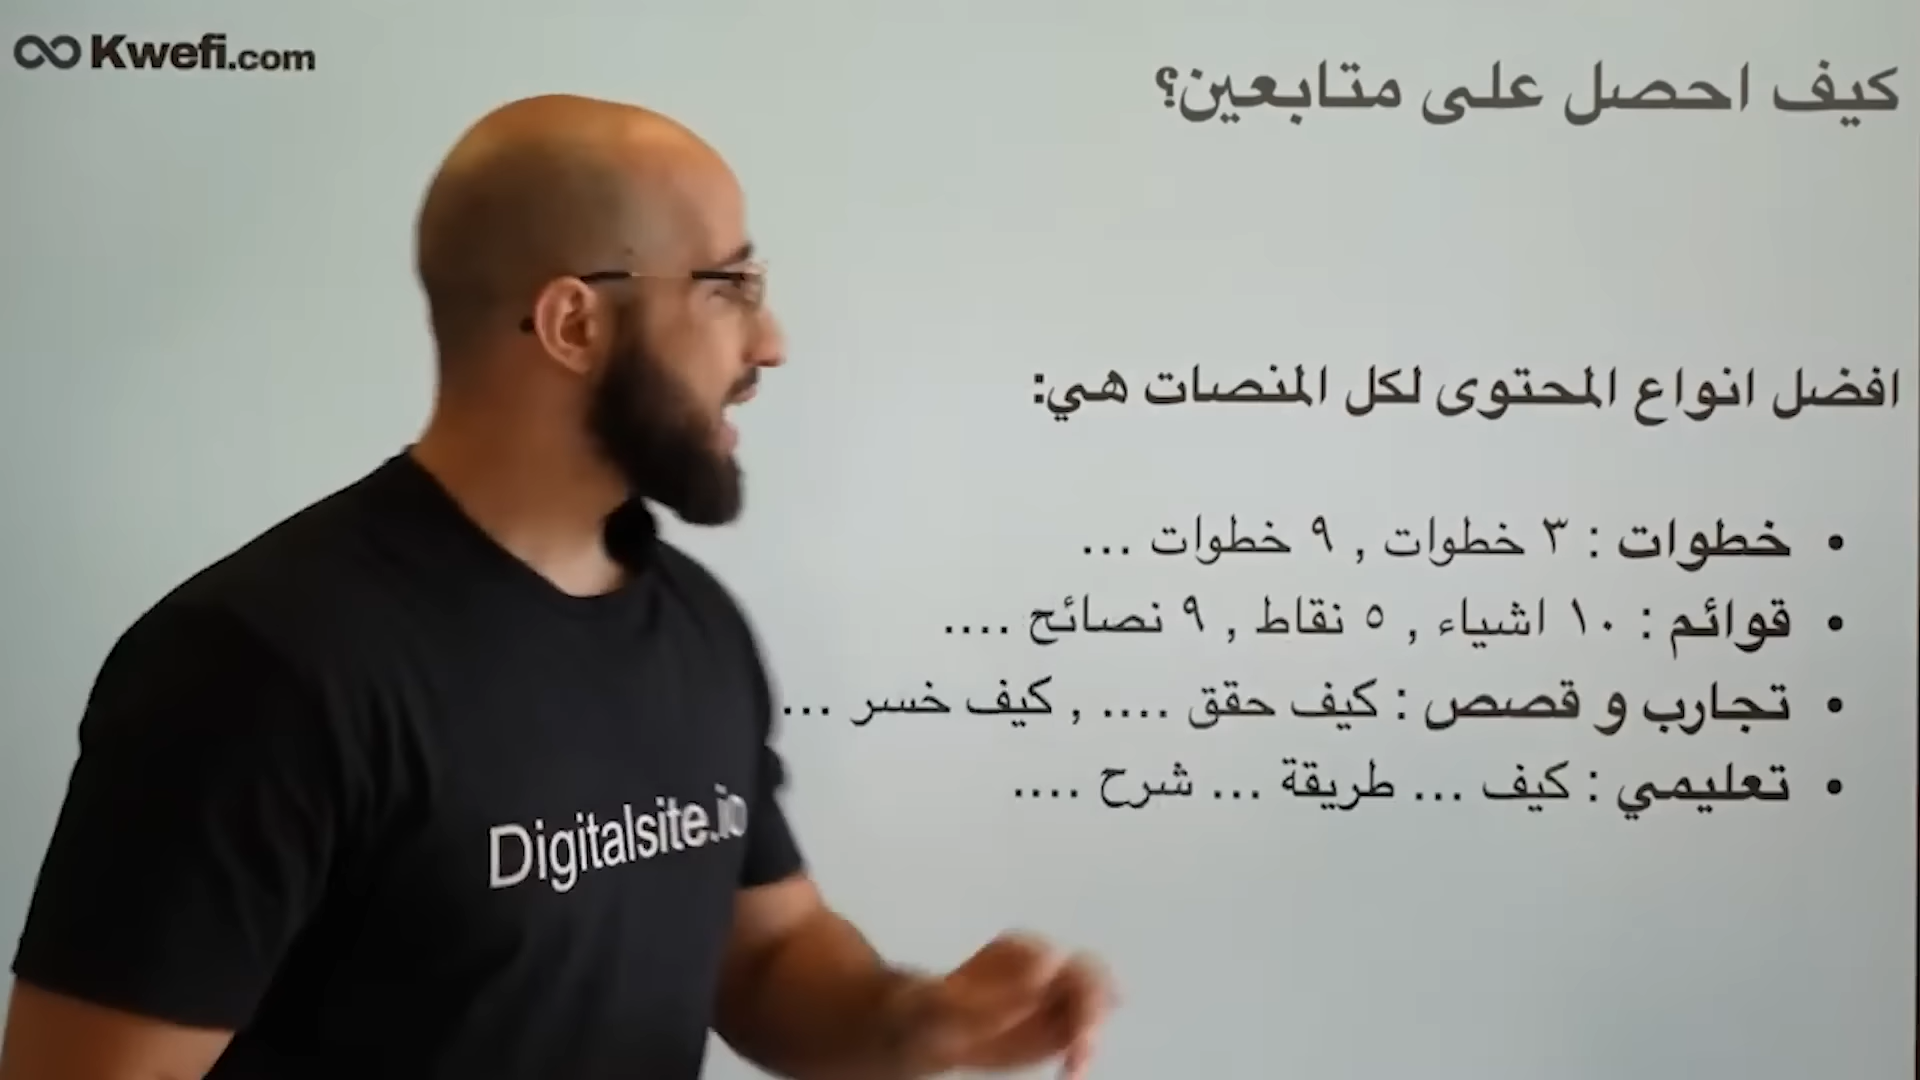 Kwefi.com
كيف احصل على متابعين؟
افضل انواع المحتوى لكل المنصات هي:
• خطوات : ٣ خطوات , ٩ خطوات ...
• قوائم : ١٠ اشياء , ٥ نقاط , ٩ نصائح ....
• تجارب و قصص : كيف حقق .... , كيف خسر ...
• تعليمي : كيف ... طريقة ... شرح ....
Digitalsite.io